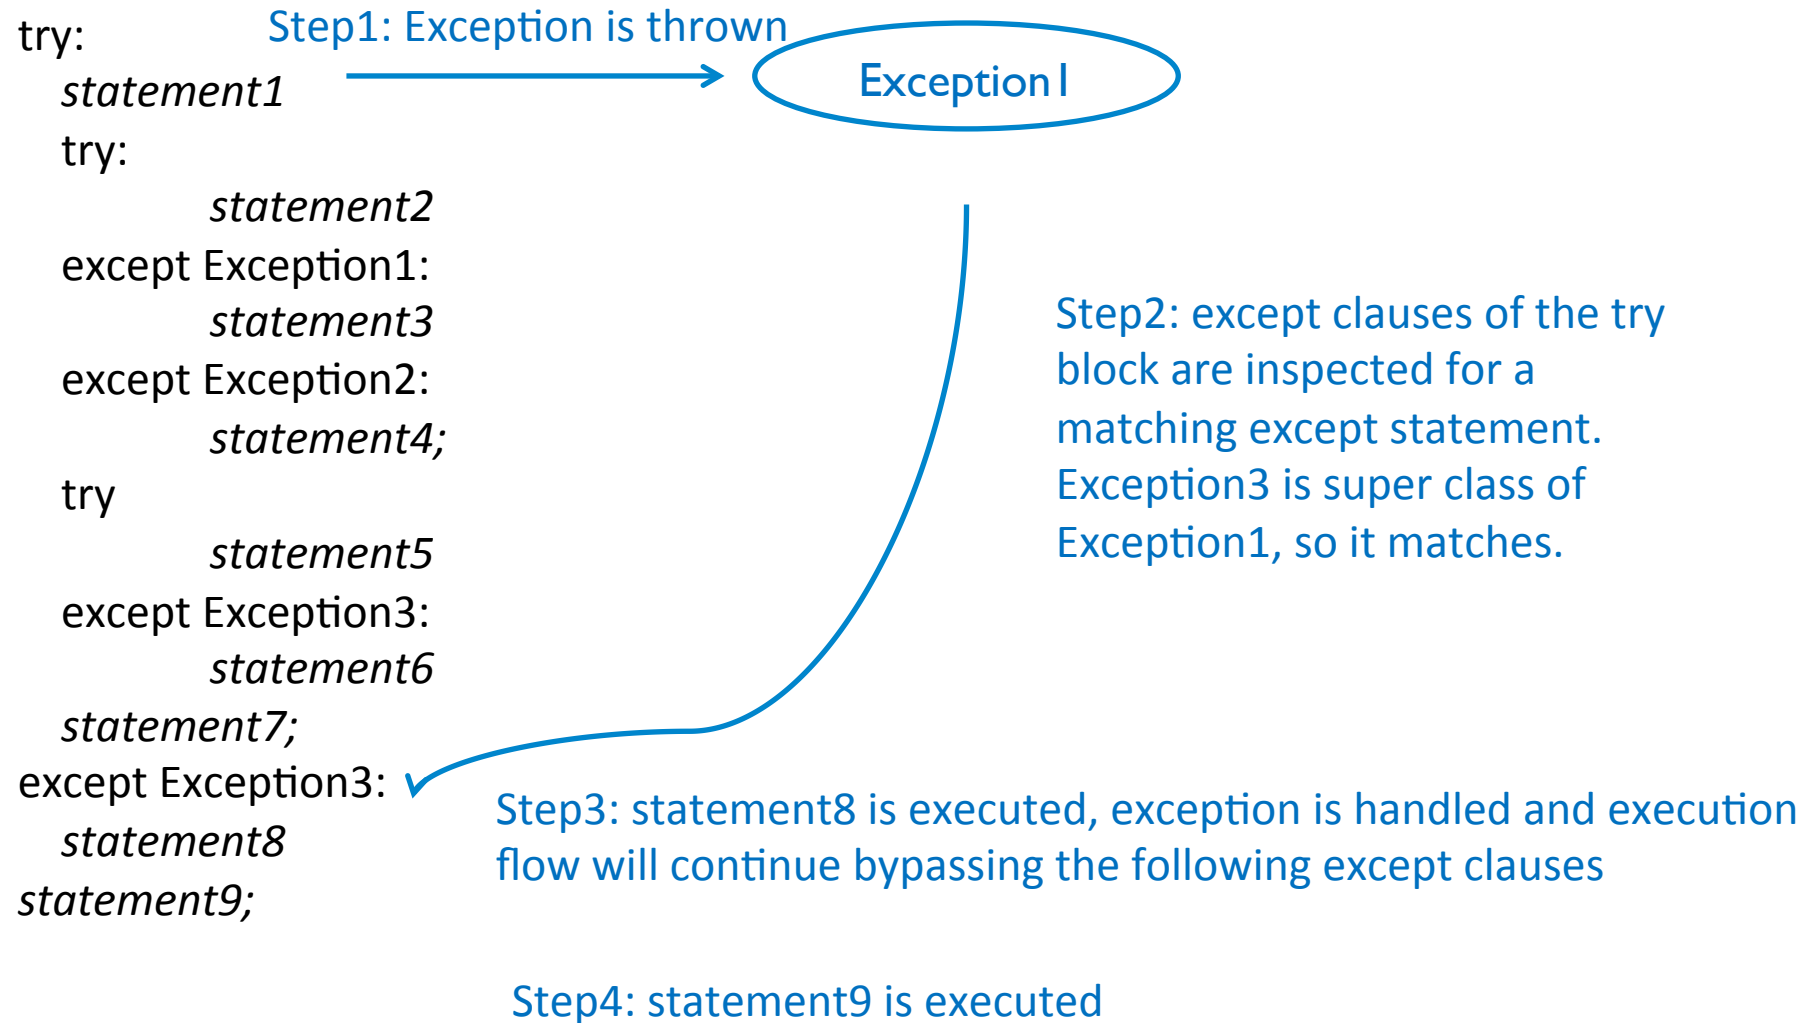 try:
Step1: Exception is thrown
statement1
Exception1
try:
statement2
except Exception1:
statement3
except Exception2:
statement4;
try
statement5
except Exception3:
statement6
statement7;
except Exception3:
statement8
statement9;
Step2: except clauses of the try
block are inspected for a
matching except statement.
Exception3 is super class of
Exception1, so it matches.
Step3: statement8 is executed, exception is handled and execution
flow will continue bypassing the following except clauses
Step4: statement9 is executed